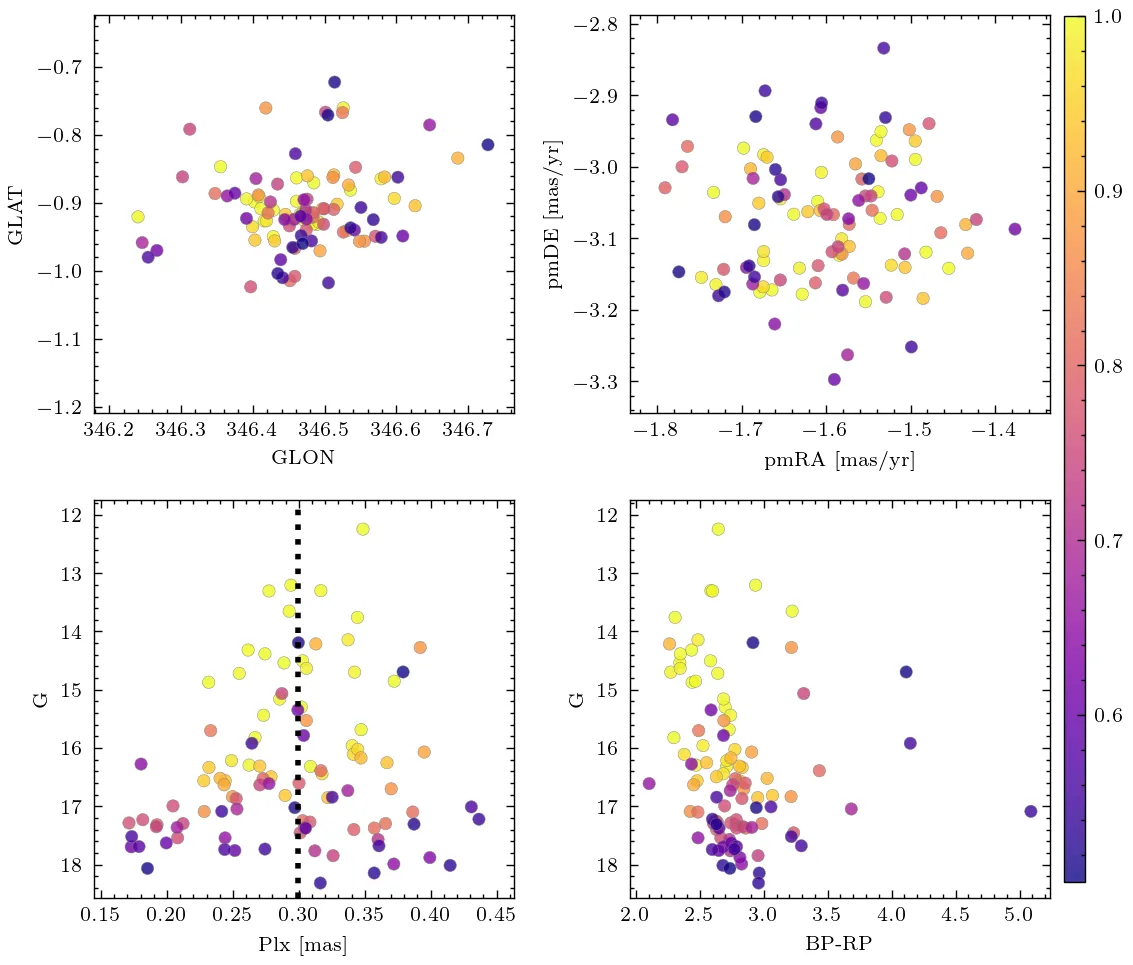 −0.7
−0.8
−0.9
−1.0
−1.1
−1.2
GLAT
346.2 346.3 346.4 346.5 346.6 346.7
GLON
−2.8
−2.9
−3.0
−3.1
−3.2
−3.3
pmDE [mas/yr]
−1.8 −1.7 −1.6 −1.5 −1.4
pmRA [mas/yr]
1.0
0.9
0.8
0.7
0.6
12
13
14
15
16
17
18
G
0.15 0.20 0.25 0.30 0.35 0.40 0.45
Plx [mas]
12
13
14
15
16
17
18
G
2.0 2.5 3.0 3.5 4.0 4.5 5.0
BP-RP